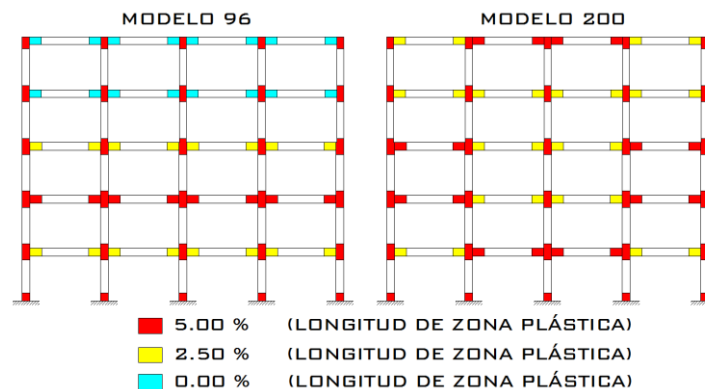 MODELO 96
MODELO 200
5.00 % (LONGITUD DE ZONA PLÁSTICA)
2.50 % (LONGITUD DE ZONA PLÁSTICA)
0.00 % (LONGITUD DE ZONA PLÁSTICA)